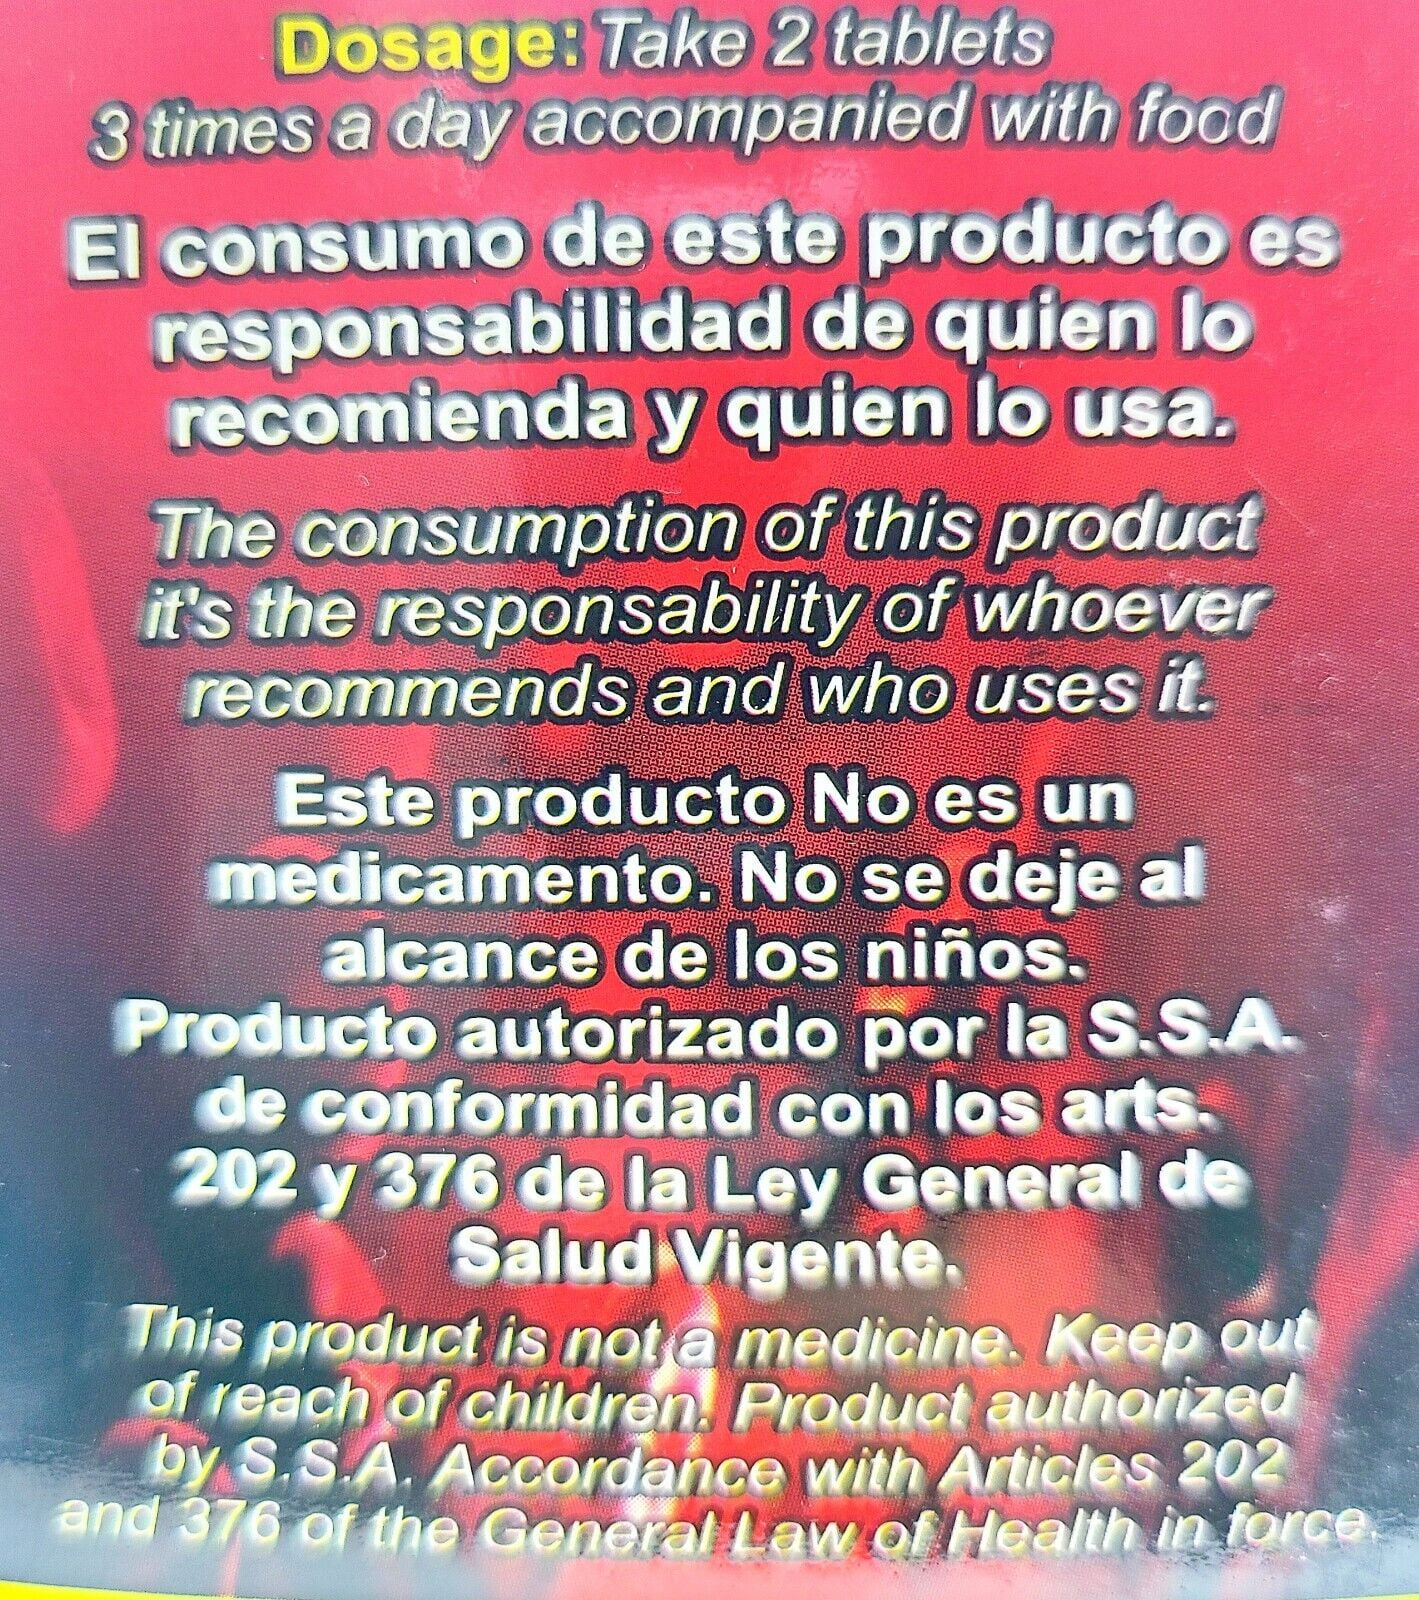 Dosage: Take 2 tablets
3 times a day accompanied with food
El consumo de este producto es
responsabilidad de quien lo
recomienda y quien lo usa.
The consumption of this product
it's the responsability of whoever
recommends and who uses it.
Este producto No es un
medicamento. No se deje al
alcance de los niños.
Producto autorizado por la S.S.A.
de conformidad con los arts.
202 y 376 de la Ley General de
Salud Vigente.
This product is not a medicine. Keep out
of reach of children. Product authorized
by S.S.A. Accordance with Articles 202
and 376 of the General Law of Health in force.